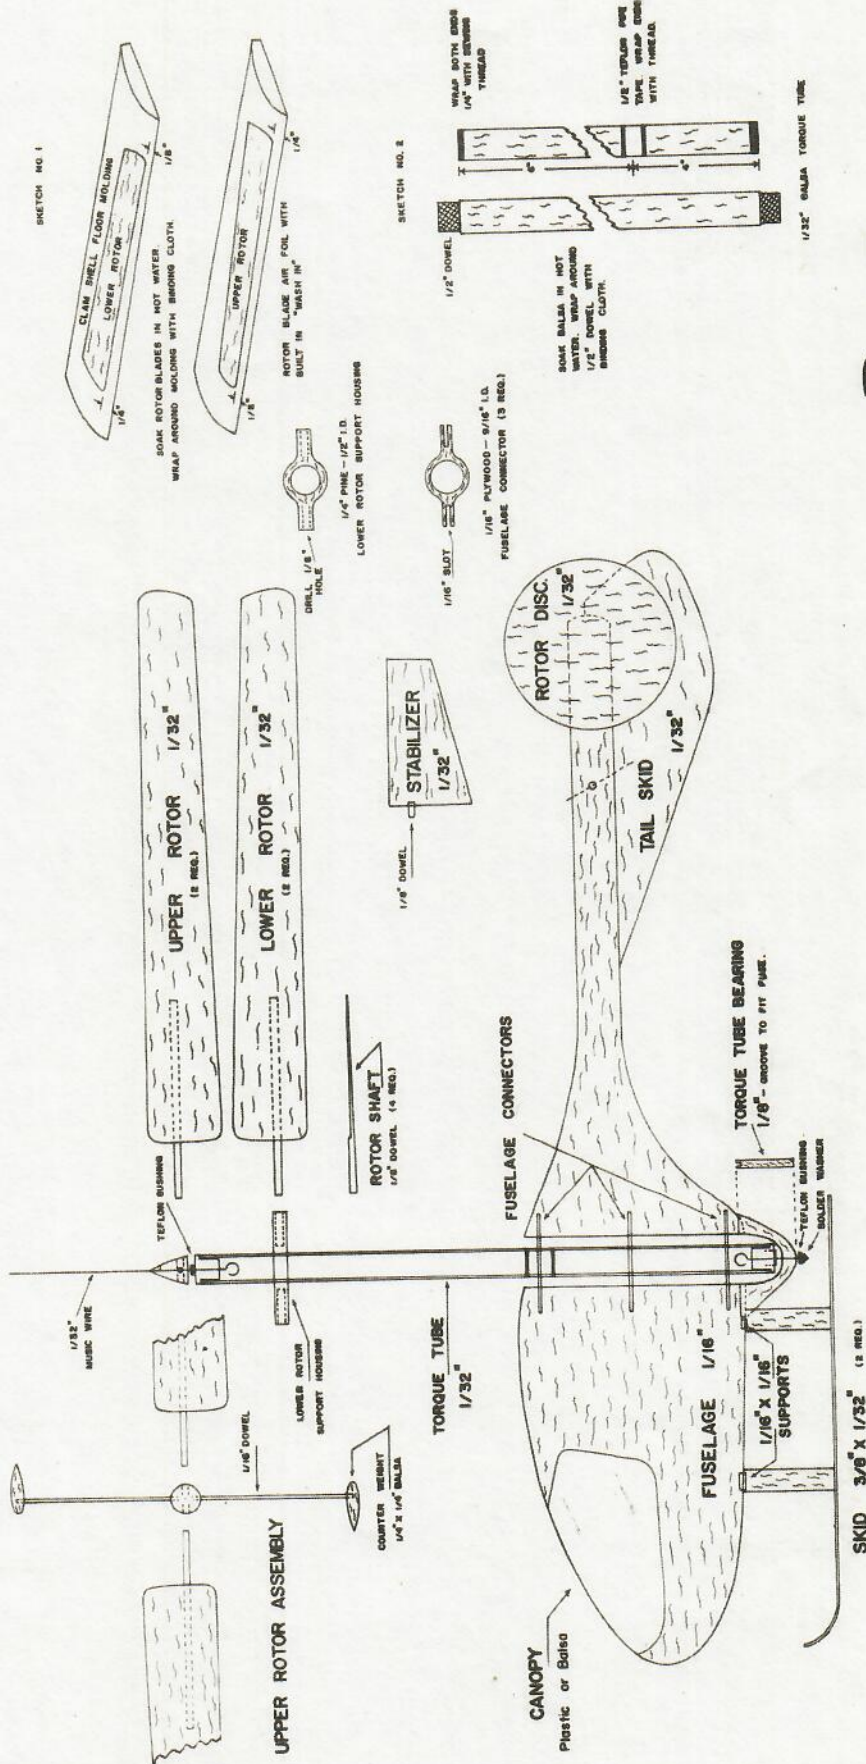 SKETCH NO. 1
CLAM SHELL FLOOR MOLDING
LOWER ROTOR
1/4"
1/8"
SOAK ROTOR BLADES IN HOT WATER.
WRAP AROUND MOLDING WITH BINDING CLOTH.
UPPER ROTOR
1/8"
1/4"
ROTOR BLADE AIR FOIL WITH
BUILT IN "WASH IN"
DRILL 1/8"
HOLE
1/4" PINE - 1/2" I.D.
LOWER ROTOR SUPPORT HOUSING
1/16" SLOT
1/16" PLYWOOD - 9/16" I.D.
FUSELAGE CONNECTOR (3 REQ.)
SKETCH NO. 2
WRAP BOTH ENDS
1/4" WITH SEWING
THREAD
1/2" TEFLON PIPE
TAPE. WRAP ENDS
WITH THREAD.
6"
4"
1/2" DOWEL
SOAK BALSA IN HOT
WATER. WRAP AROUND
1/2" DOWEL WITH
BINDING CLOTH.
1/32" BALSA TORQUE TUBE
UPPER ROTOR 1/32"
(2 REQ.)
LOWER ROTOR 1/32"
(2 REQ.)
STABILIZER
1/32"
1/8" DOWEL
ROTOR DISC.
1/32"
TAIL SKID 1/32"
ROTOR SHAFT
1/8" DOWEL (4 REQ.)
FUSELAGE CONNECTORS
TORQUE TUBE BEARING
1/8" - GROOVE TO FIT FUSE.
TEFLON BUSHING
SOLDER WASHER
TEFLON BUSHING
1/32"
MUSIC WIRE
LOWER ROTOR
SUPPORT HOUSING
TORQUE TUBE
1/32"
1/16" DOWEL
COUNTER WEIGHT
1/4" X 1/4" BALSA
UPPER ROTOR ASSEMBLY
FUSELAGE 1/16"
1/16" X 1/16"
SUPPORTS
CANOPY
Plastic or Balsa
SKID 3/8" X 1/32" (2 REQ.)